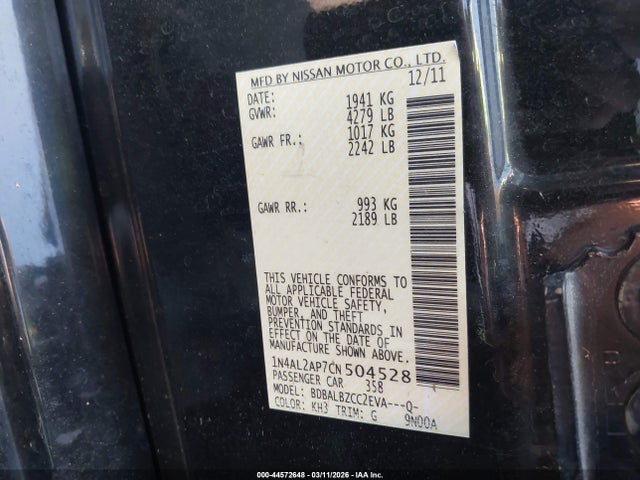 MFD BY NISSAN MOTOR CO., LTD.
DATE: 12/11
GVWR: 1941 KG
4279 LB
GAWR FR.: 1017 KG
2242 LB
GAWR RR.: 993 KG
2189 LB
THIS VEHICLE CONFORMS TO
ALL APPLICABLE FEDERAL
MOTOR VEHICLE SAFETY,
BUMPER, AND THEFT
PREVENTION STANDARDS IN
EFFECT ON THE DATE OF
MANUFACTURE SHOWN ABOVE.
1N4AL2AP7CN504528
PASSENGER CAR 358
MODEL: BDBALBZCC2EVA---Q-
COLOR: KH3 TRIM: G 9N00A
000-44572648 - 03/11/2026 - IAA Inc.